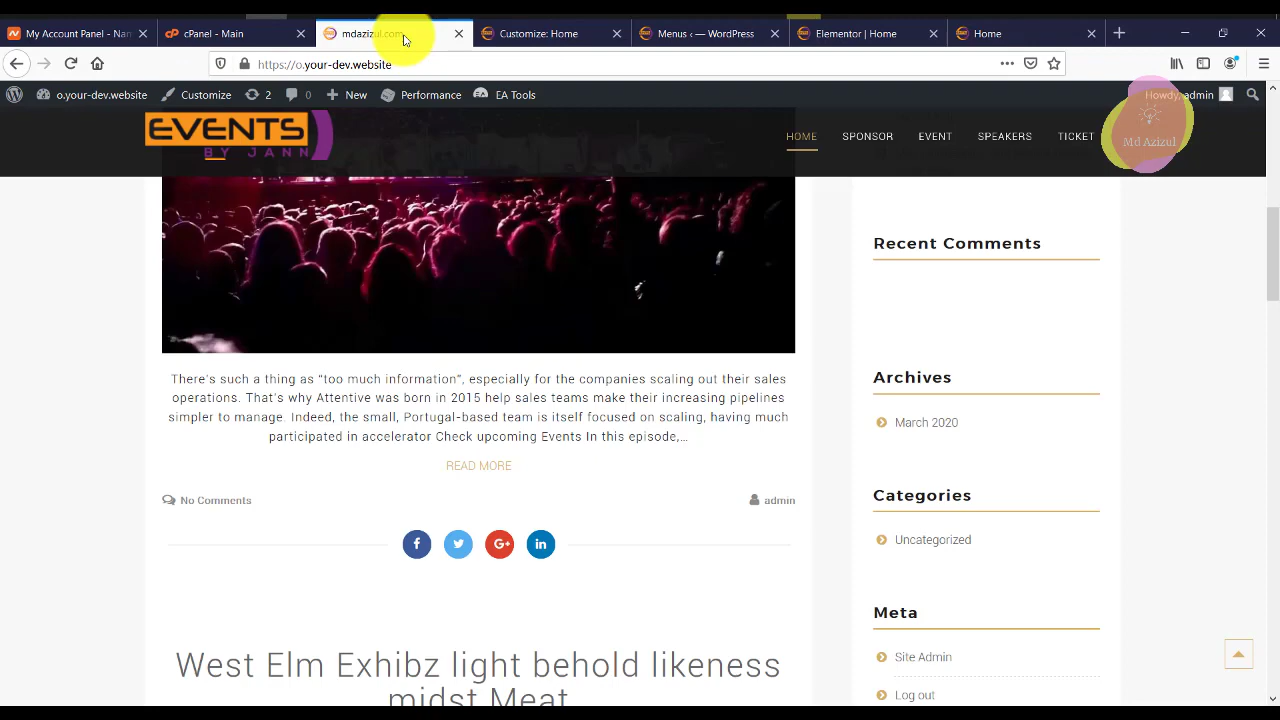 My Account Panel - Nam
cPanel - Main
mdazizul.com
Customize: Home
Menus ‹ — WordPress
Elementor | Home
Home
https://o.your-dev.website
o.your-dev.website
Customize
2
0
New
Performance
EA Tools
Howdy, admin
EVENTS
BY JANN
HOME
SPONSOR
EVENT
SPEAKERS
TICKET
Md Azizul
There's such a thing as “too much information”, especially for the companies scaling out their sales
operations. That's why Attentive was born in 2015 help sales teams make their increasing pipelines
simpler to manage. Indeed, the small, Portugal-based team is itself focused on scaling, having much
participated in accelerator Check upcoming Events In this episode,…
READ MORE
No Comments
admin
West Elm Exhibz light behold likeness
midst Meat
Recent Comments
Archives
March 2020
Categories
Uncategorized
Meta
Site Admin
Log out